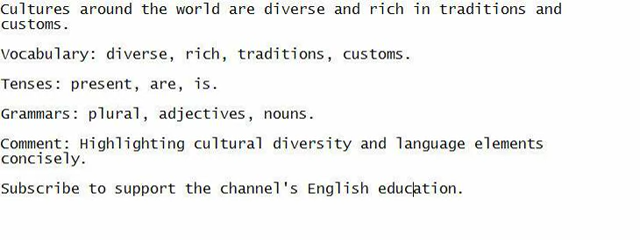 Cultures around the world are diverse and rich in traditions and
customs.
Vocabulary: diverse, rich, traditions, customs.
Tenses: present, are, is.
Grammars: plural, adjectives, nouns.
Comment: Highlighting cultural diversity and language elements
concisely.
Subscribe to support the channel's English education.